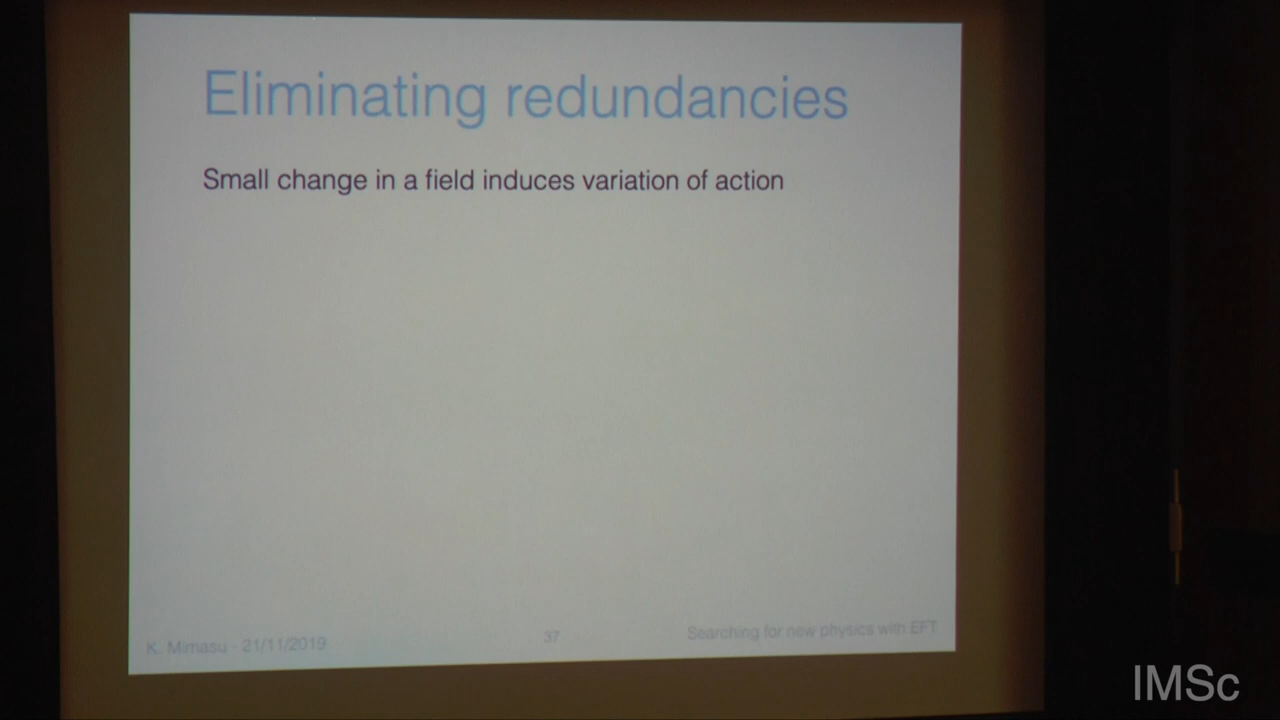 Eliminating redundancies
Small change in a field induces variation of action
K. Mimasu - 21/11/2019
37
Searching for new physics with EFT
IMSc